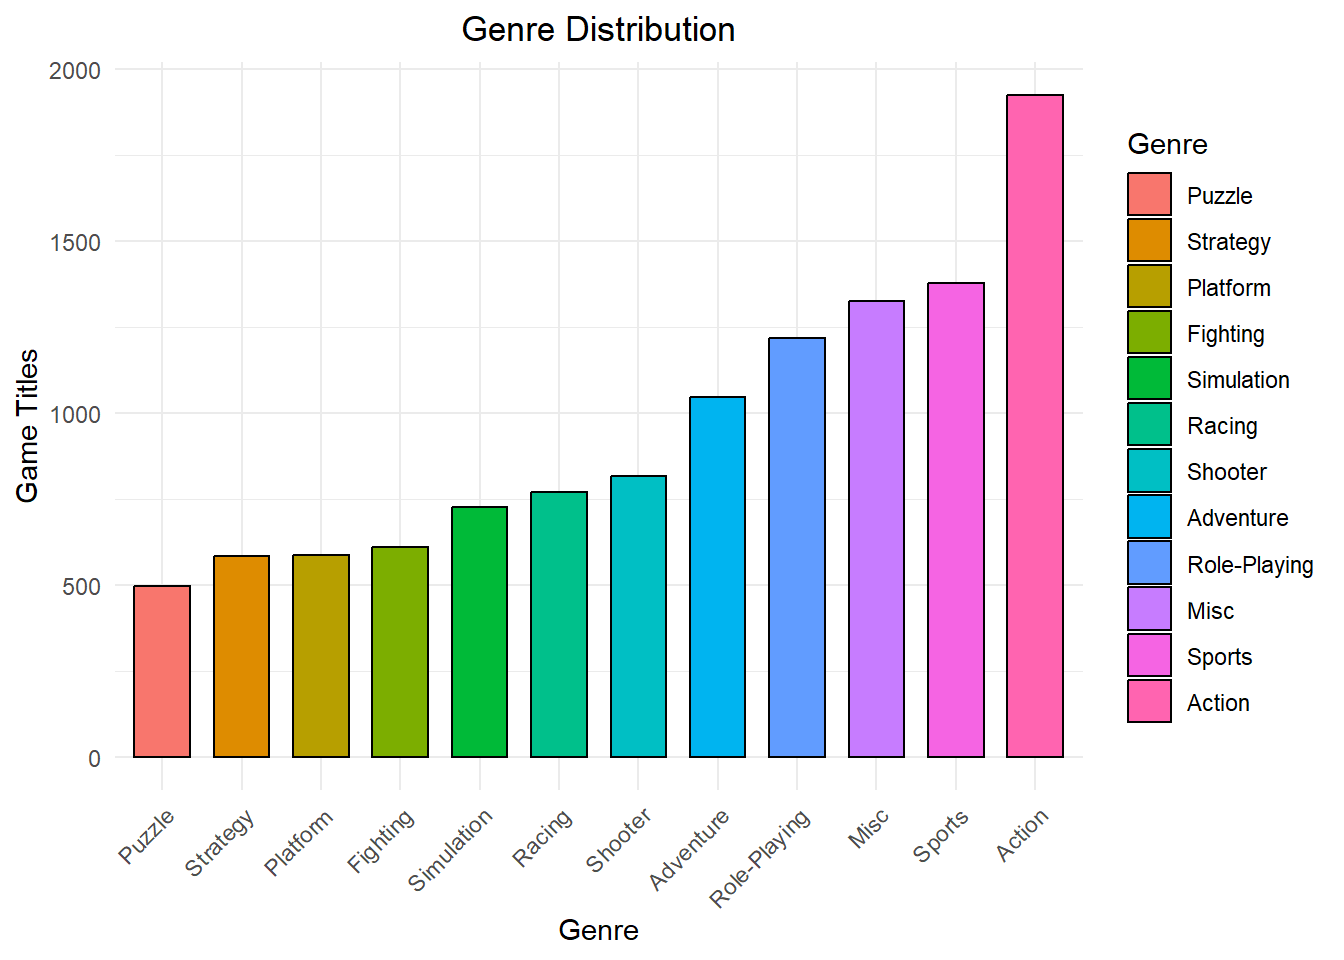 Genre Distribution
2000
1500
1000
500
0
Game Titles
Puzzle
Strategy
Platform
Fighting
Simulation
Racing
Shooter
Adventure
Role-Playing
Misc
Sports
Action
Genre
Genre
Puzzle
Strategy
Platform
Fighting
Simulation
Racing
Shooter
Adventure
Role-Playing
Misc
Sports
Action